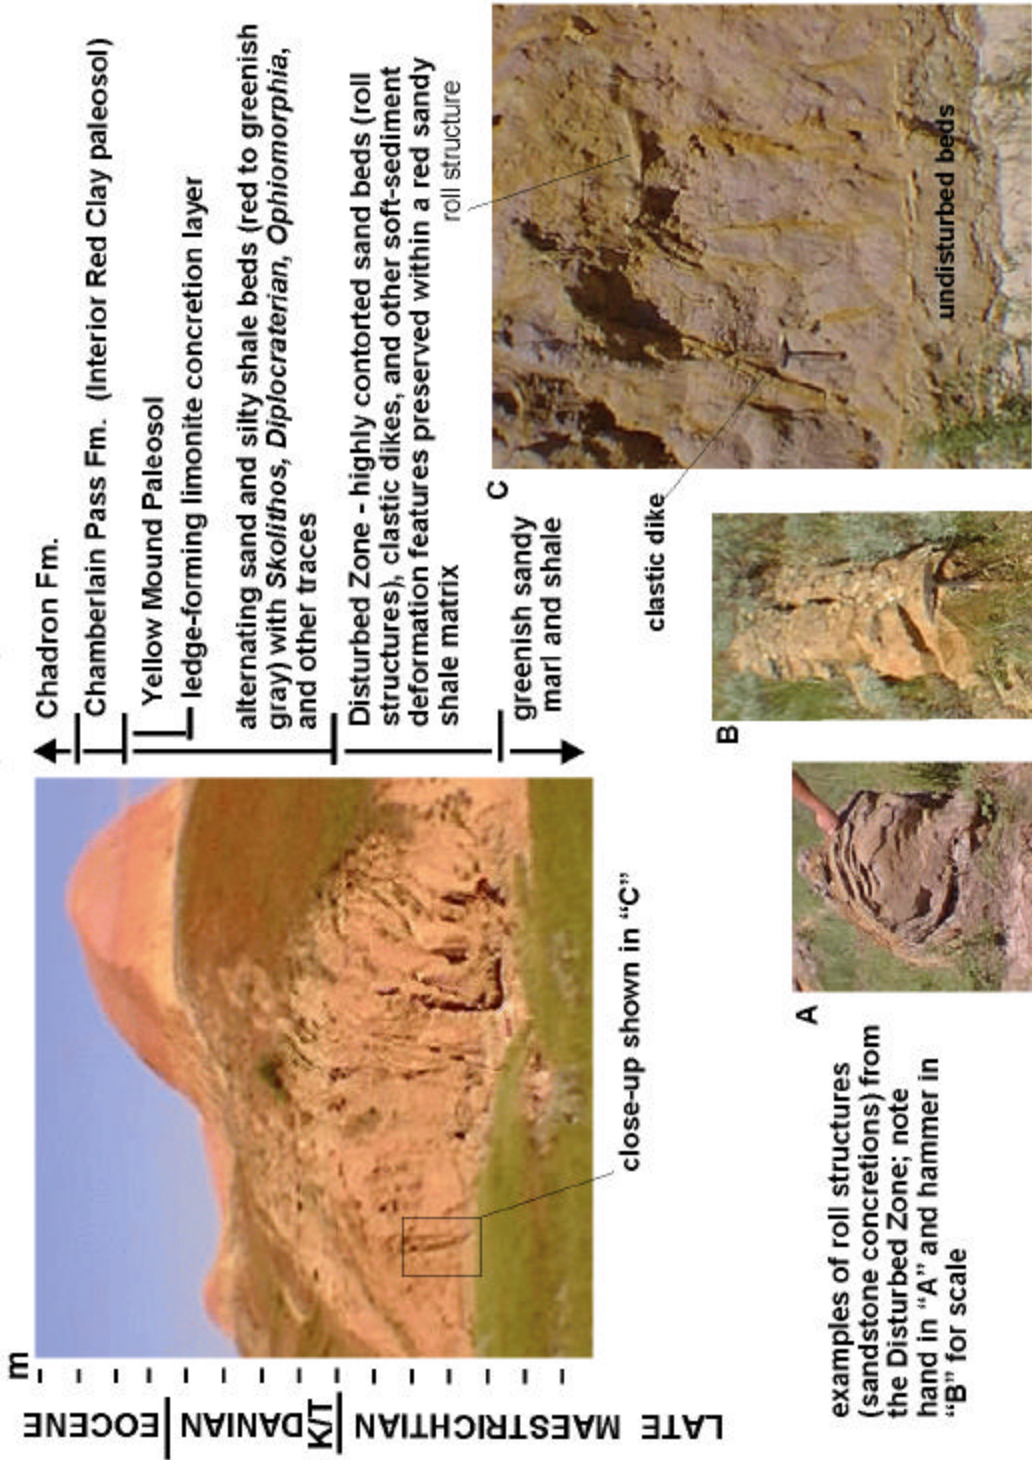 m
EOCENE
DANIAN
K/T
LATE MAESTRICHTIAN
Chadron Fm.
Chamberlain Pass Fm. (Interior Red Clay paleosol)
Yellow Mound Paleosol
ledge-forming limonite concretion layer
alternating sand and silty shale beds (red to greenish
gray) with Skolithos, Diplocraterian, Ophiomorphia,
and other traces
Disturbed Zone - highly contorted sand beds (roll
structures), clastic dikes, and other soft-sediment
deformation features preserved within a red sandy
shale matrix
greenish sandy
marl and shale
close-up shown in “C”
roll structure
C
clastic dike
undisturbed beds
B
A
examples of roll structures
(sandstone concretions) from
the Disturbed Zone; note
hand in “A” and hammer in
“B” for scale